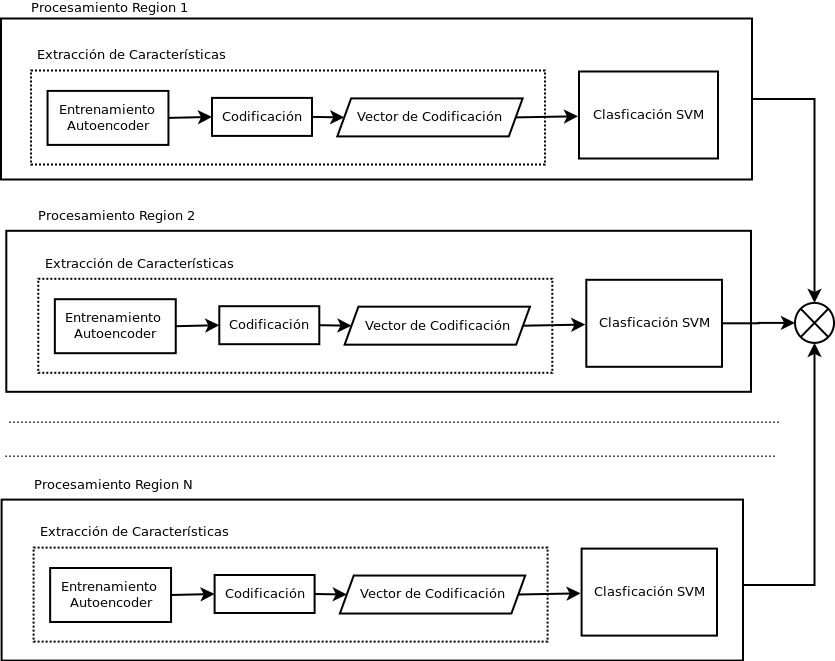 Procesamiento Region 1
Extracción de Características
Entrenamiento
Autoencoder
Codificación
Vector de Codificación
Clasficación SVM
Procesamiento Region 2
Extracción de Características
Entrenamiento
Autoencoder
Codificación
Vector de Codificación
Clasficación SVM
Procesamiento Region N
Extracción de Características
Entrenamiento
Autoencoder
Codificación
Vector de Codificación
Clasficación SVM